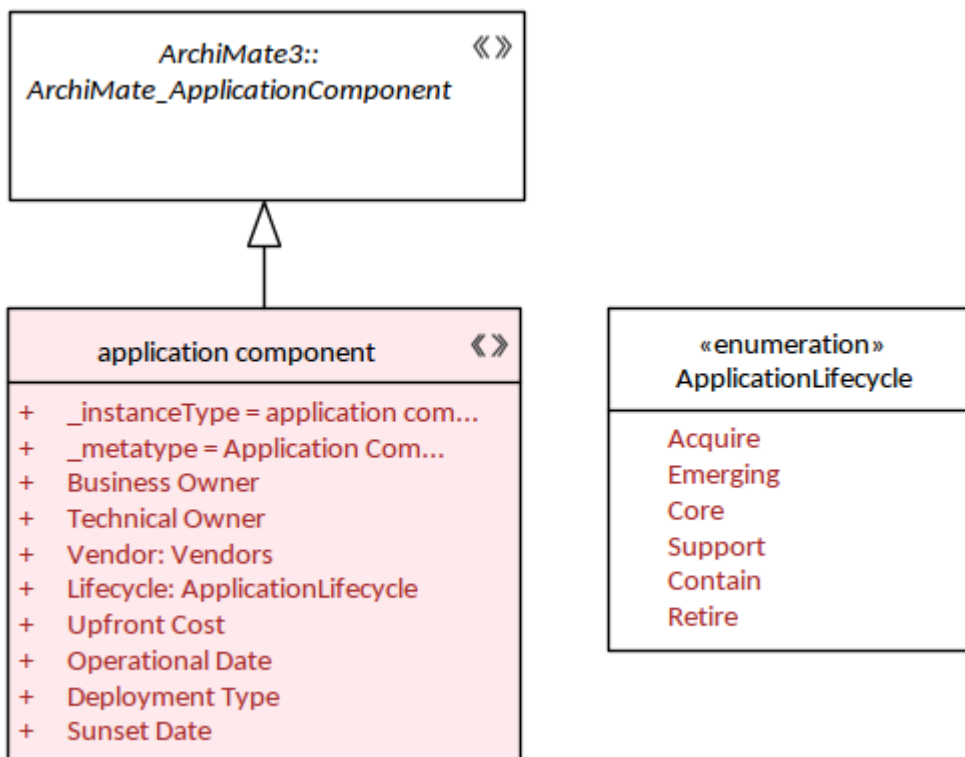 ArchiMate3::
ArchiMate_ApplicationComponent
application component
+ _instanceType = application com...
+ _metatype = Application Com...
+ Business Owner
+ Technical Owner
+ Vendor: Vendors
+ Lifecycle: ApplicationLifecycle
+ Upfront Cost
+ Operational Date
+ Deployment Type
+ Sunset Date
«enumeration»
ApplicationLifecycle
Acquire
Emerging
Core
Support
Contain
Retire